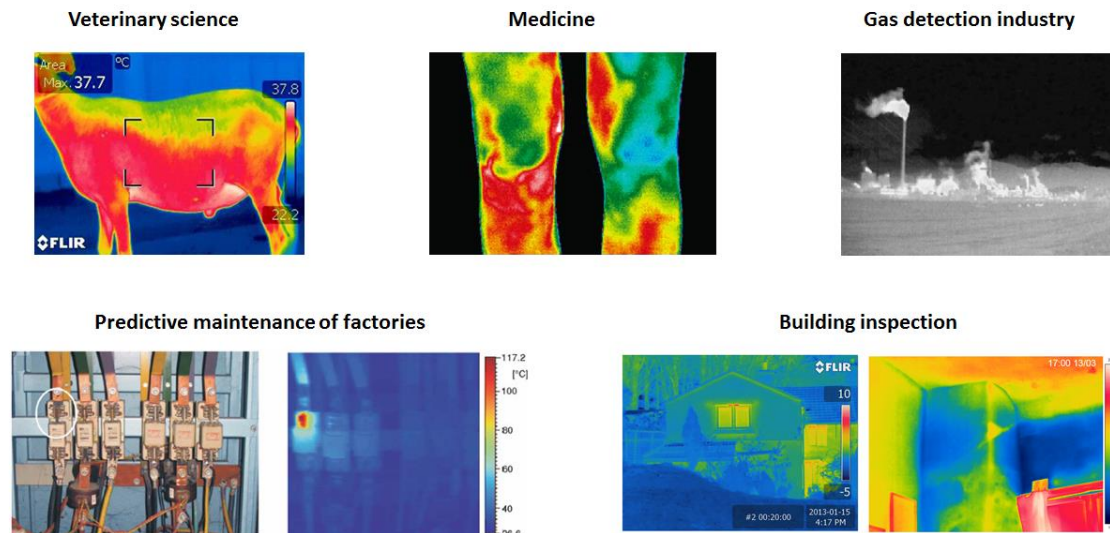 Veterinary science
Medicine
Gas detection industry
Area
°C
Max. 37.7
37.8
22.2
FLIR
Predictive maintenance of factories
Building inspection
117.2
[°C]
100
80
60
40
FLIR
10
-5
#2 00:20:00
2013-01-15
4:17 PM
17:00 13/03